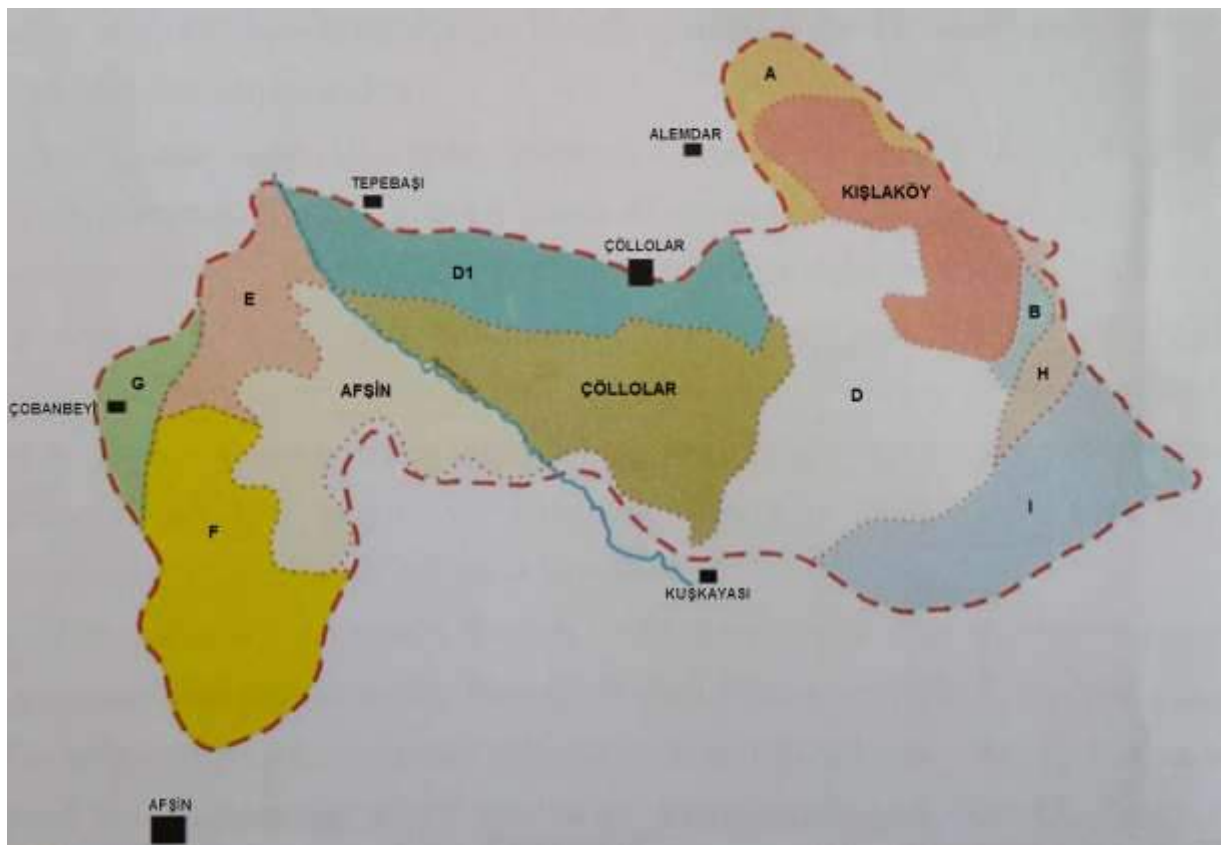 A
ALEMDAR
TEPEBAŞI
KIŞLAKÖY
ÇÖLLOLAR
D1
E
B
H
G
ÇOBANBEYİ
AFŞİN
ÇÖLLOLAR
D
I
F
KUŞKAYASI
AFŞİN